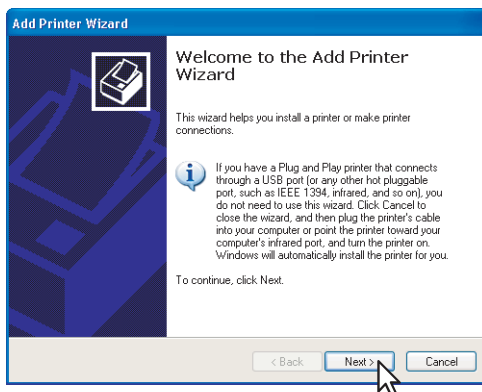 Add Printer Wizard
Welcome to the Add Printer
Wizard
This wizard helps you install a printer or make printer
connections.
If you have a Plug and Play printer that connects
through a USB port (or any other hot pluggable
port, such as IEEE 1394, infrared, and so on), you
do not need to use this wizard. Click Cancel to
close the wizard, and then plug the printer's cable
into your computer or point the printer toward your
computer's infrared port, and turn the printer on.
Windows will automatically install the printer for you.
To continue, click Next.
< Back
Next >
Cancel